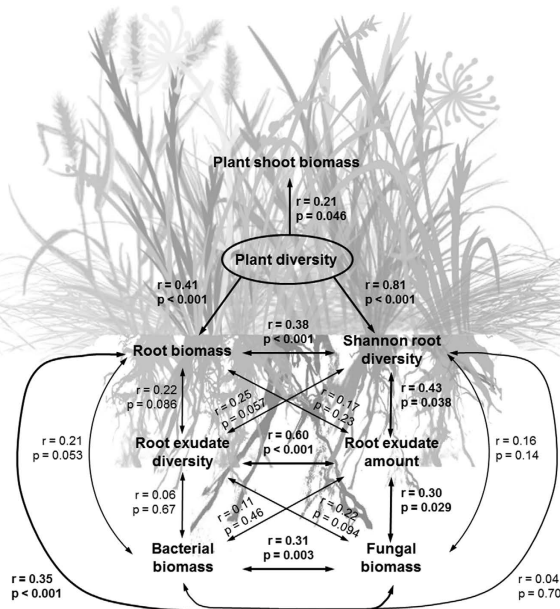 Plant shoot biomass
r = 0.21
p = 0.046
Plant diversity
r = 0.41
p < 0.001
r = 0.81
p < 0.001
Root biomass
r = 0.38
p < 0.001
Shannon root
diversity
r = 0.22
p = 0.086
r = 0.25
p = 0.057
r = 0.17
p = 0.23
r = 0.43
p = 0.038
r = 0.21
p = 0.053
Root exudate
diversity
r = 0.60
p < 0.001
Root exudate
amount
r = 0.16
p = 0.14
r = 0.06
p = 0.67
r = 0.11
p = 0.46
r = 0.22
p = 0.094
r = 0.30
p = 0.029
Bacterial
biomass
r = 0.31
p = 0.003
Fungal
biomass
r = 0.35
p < 0.001
r = 0.04
p = 0.70